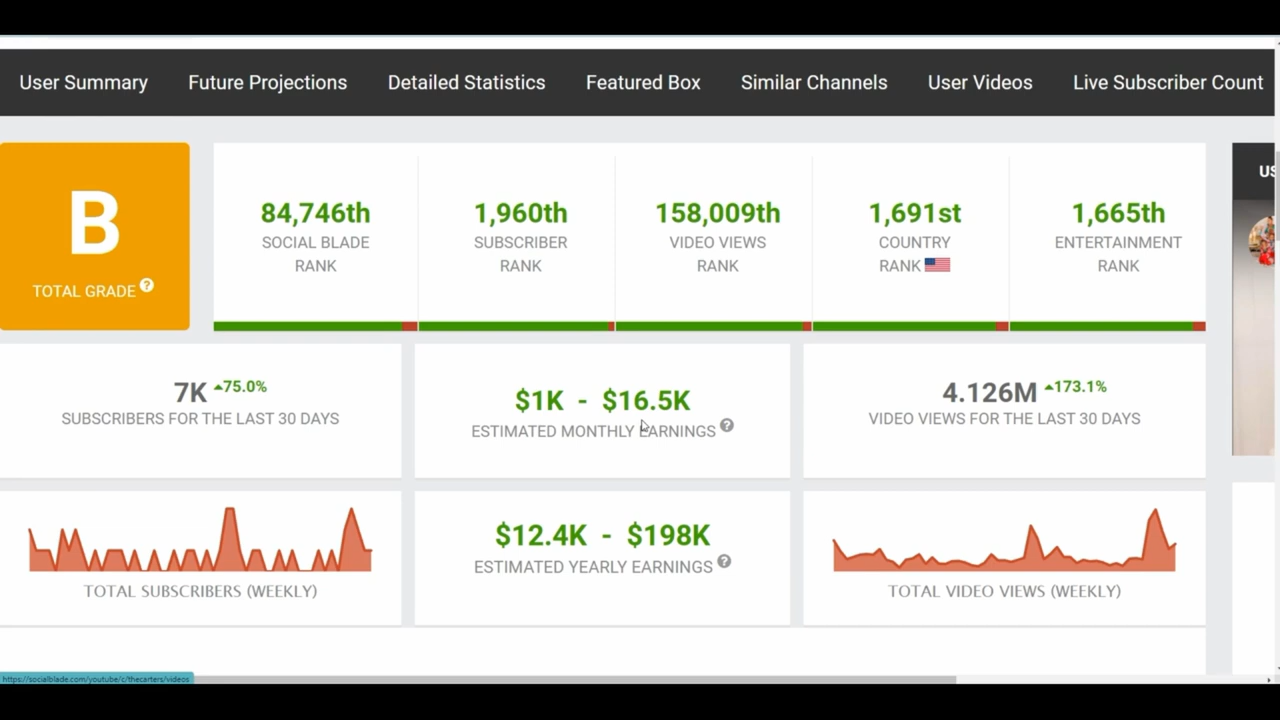 User Summary Future Projections Detailed Statistics Featured Box Similar Channels User Videos Live Subscriber Count
B
TOTAL GRADE ?
84,746th
SOCIAL BLADE
RANK
1,960th
SUBSCRIBER
RANK
158,009th
VIDEO VIEWS
RANK
1,691st
COUNTRY
RANK
1,665th
ENTERTAINMENT
RANK
US
7K 75.0%
SUBSCRIBERS FOR THE LAST 30 DAYS
$1K - $16.5K
ESTIMATED MONTHLY EARNINGS ?
4.126M 173.1%
VIDEO VIEWS FOR THE LAST 30 DAYS
TOTAL SUBSCRIBERS (WEEKLY)
$12.4K - $198K
ESTIMATED YEARLY EARNINGS ?
TOTAL VIDEO VIEWS (WEEKLY)
https://socialblade.com/youtube/c/thecarters/videos